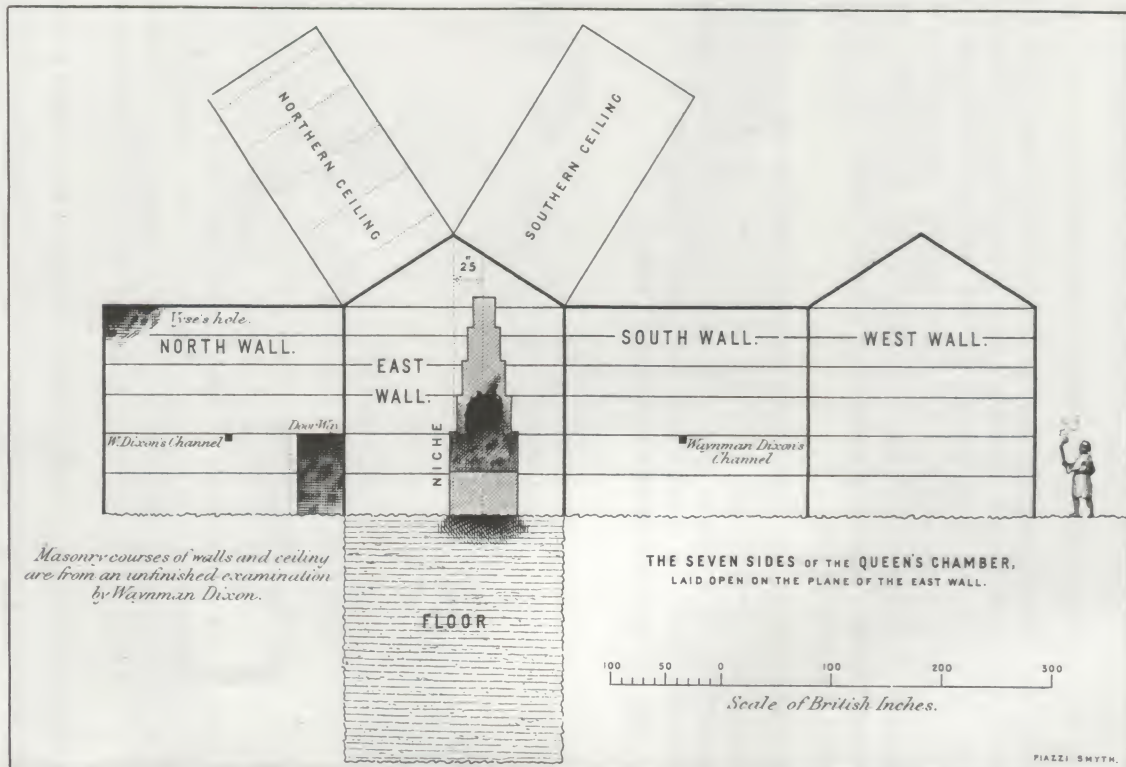 NORTHERN CEILING
SOUTHERN CEILING
25"
Vyse's hole.
NORTH WALL.
EAST
WALL.
SOUTH WALL.
WEST WALL.
NICHE
W.Dixon's Channel
Door-Way
Waynman Dixon's
Channel
Masonry courses of walls and ceiling
are from an unfinished examination
by Waynman Dixon.
THE SEVEN SIDES OF THE QUEEN'S CHAMBER,
LAID OPEN ON THE PLANE OF THE EAST WALL.
FLOOR
100 50 0 100 200 300
Scale of British Inches.
PIAZZI SMYTH.